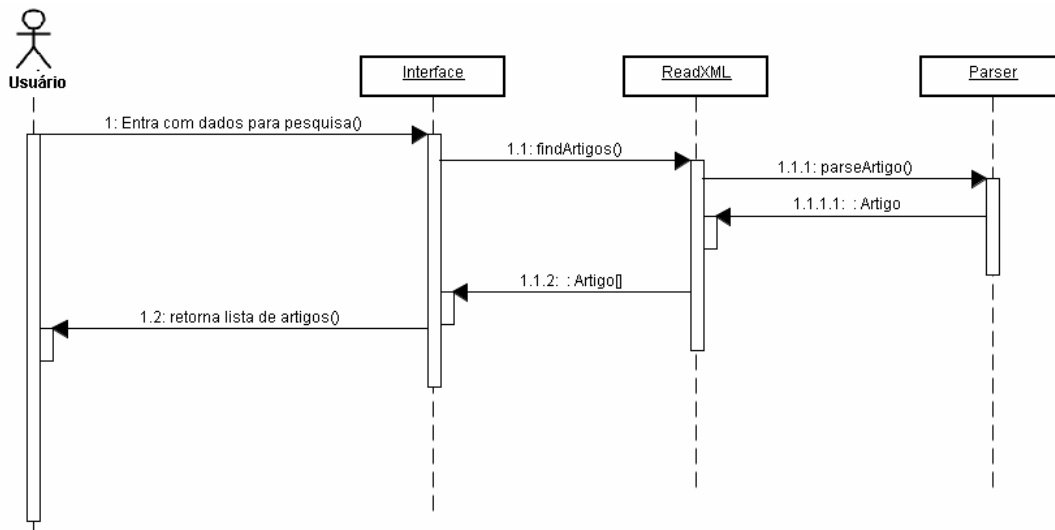 Usuário
Interface
ReadXML
Parser
1: Entra com dados para pesquisa()
1.1: findArtigos()
1.1.1: parseArtigo()
1.1.1.1: : Artigo
1.1.2: : Artigo[]
1.2: retorna lista de artigos()